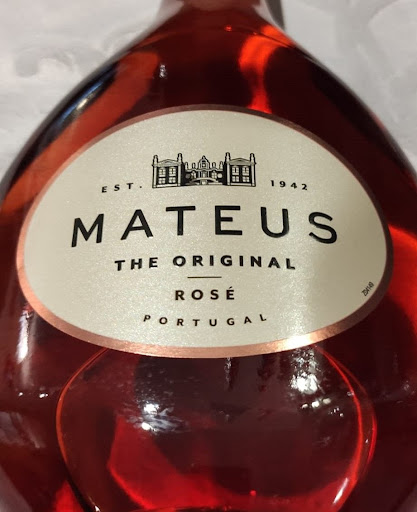 EST. 1942
MATEUS
THE ORIGINAL
ROSÉ
PORTUGAL